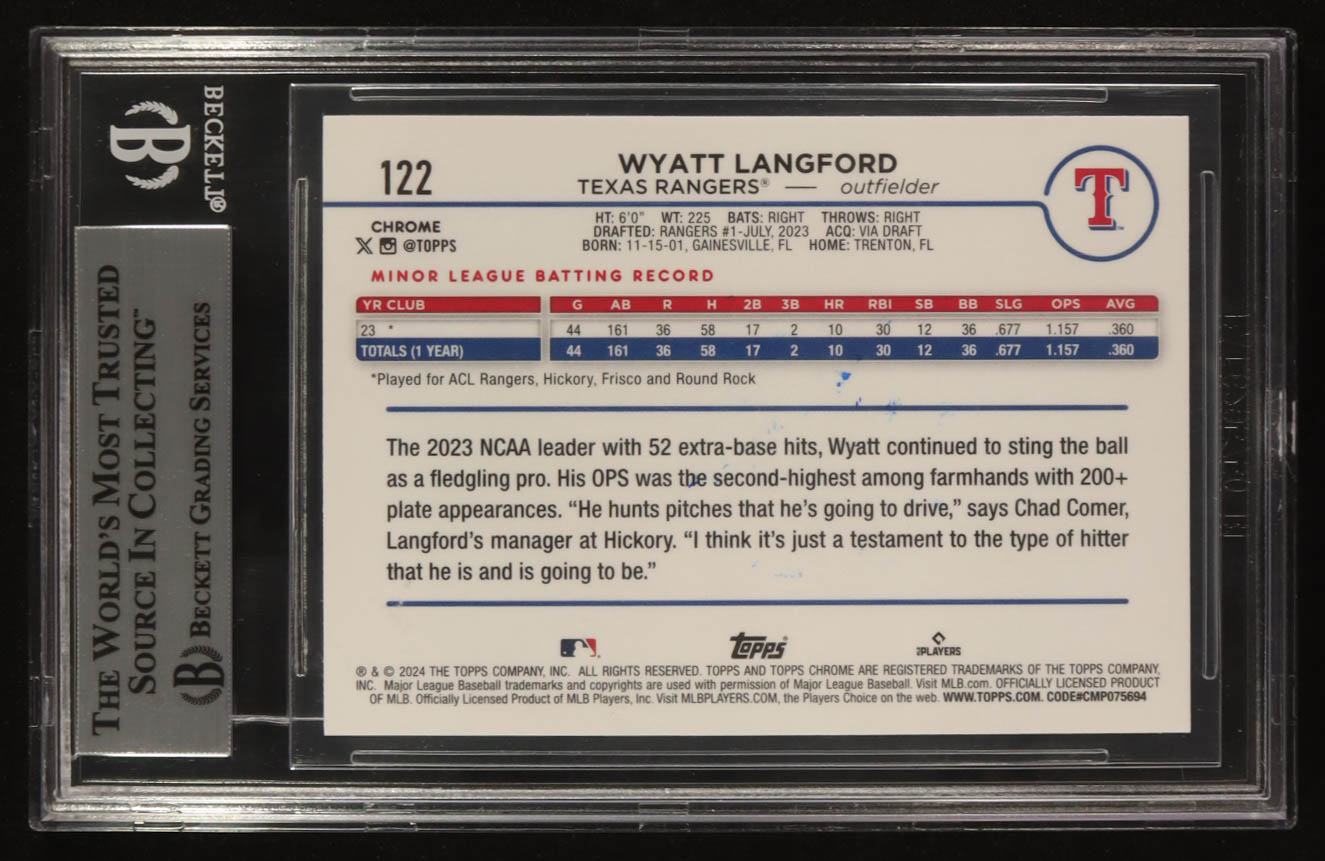 BECKETT®
B
THE WORLD'S MOST TRUSTED
SOURCE IN COLLECTING™
B BECKETT GRADING SERVICES
122
WYATT LANGFORD
TEXAS RANGERS® — outfielder
T
CHROME
@TOPPS
HT: 6'0" WT: 225 BATS: RIGHT THROWS: RIGHT
DRAFTED: RANGERS #1-JULY, 2023 ACQ: VIA DRAFT
BORN: 11-15-01, GAINESVILLE, FL HOME: TRENTON, FL
MINOR LEAGUE BATTING RECORD
YR CLUB G AB R H 2B 3B HR RBI SB BB SLG OPS AVG
23 * 44 161 36 58 17 2 10 30 12 36 .677 1.157 .360
TOTALS (1 YEAR) 44 161 36 58 17 2 10 30 12 36 .677 1.157 .360
*Played for ACL Rangers, Hickory, Frisco and Round Rock
The 2023 NCAA leader with 52 extra-base hits, Wyatt continued to sting the ball
as a fledgling pro. His OPS was the second-highest among farmhands with 200+
plate appearances. “He hunts pitches that he's going to drive,” says Chad Comer,
Langford's manager at Hickory. “I think it's just a testament to the type of hitter
that he is and is going to be.”
Topps®
PLAYERS
® & © 2024 THE TOPPS COMPANY, INC. ALL RIGHTS RESERVED. TOPPS AND TOPPS CHROME ARE REGISTERED TRADEMARKS OF THE TOPPS COMPANY,
INC. Major League Baseball trademarks and copyrights are used with permission of Major League Baseball. Visit MLB.com. OFFICIALLY LICENSED PRODUCT
OF MLB. Officially Licensed Product of MLB Players, Inc. Visit MLBPLAYERS.COM, the Players Choice on the web. WWW.TOPPS.COM. CODE#CMP075694